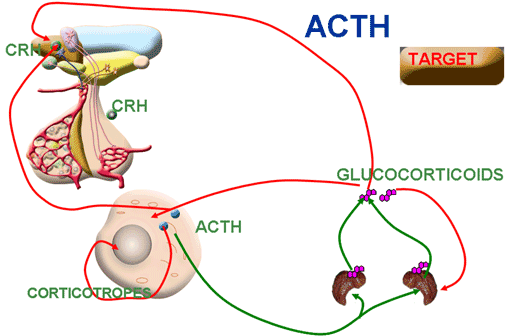 ACTH
CRH
TARGET
CRH
GLUCOCORTICOIDS
ACTH
CORTICOTROPES